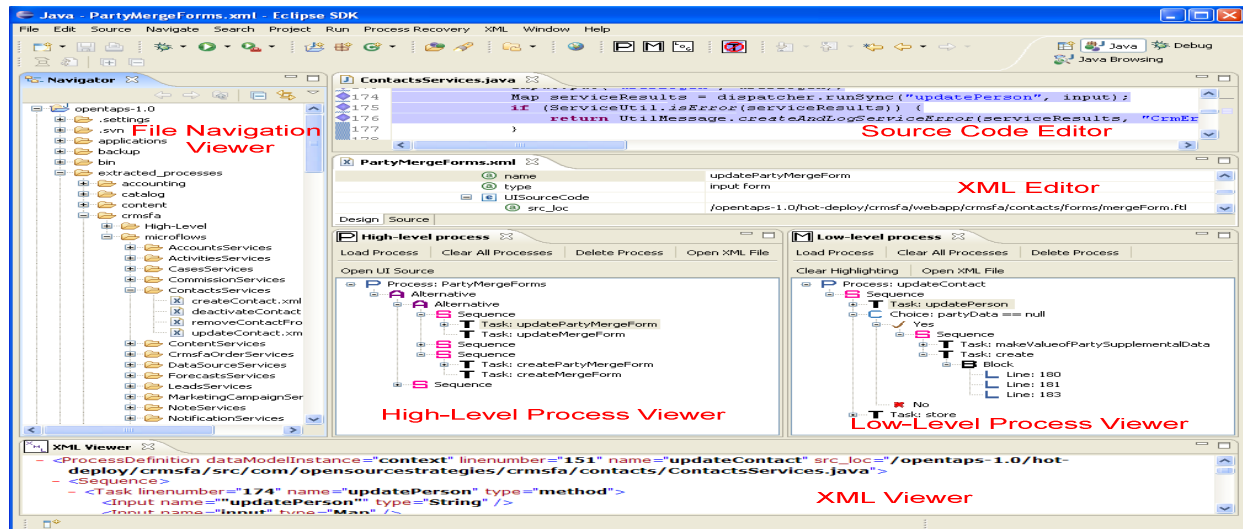 Java - PartyMergeForms.xml - Eclipse SDK
File Edit Source Navigate Search Project Run Process Recovery XML Window Help
Java Debug
Java Browsing
Navigator
opentaps-1.0
.settings
.svn
applications
backup
bin
extracted_processes
accounting
catalog
content
crmsfa
High-Level
microflows
AccountsServices
ActivitiesServices
CasesServices
CommissionServices
ContactsServices
createContact.xml
deactivateContact
removeContactFro
updateContact.xm
ContentServices
CrmsfaOrderServices
DataSourceServices
ForecastsServices
LeadsServices
MarketingCampaignSer
NoteServices
NotificationServices
File Navigation
Viewer
ContactsServices.java
174 Map serviceResults = dispatcher.runSync("updatePerson", input);
175 if (ServiceUtil.isError(serviceResults)) {
176 return UtilMessage.createAndLogServiceError(serviceResults, "CrmEr
177 }
Source Code Editor
PartyMergeForms.xml
name updatePartyMergeForm
type input form
UISourceCode
src_loc /opentaps-1.0/hot-deploy/crmsfa/webapp/crmsfa/contacts/forms/mergeForm.ftl
Design Source
XML Editor
High-level process
Load Process Clear All Processes Delete Process Open XML File
Open UI Source
Process: PartyMergeForms
Alternative
Alternative
Sequence
Task: updatePartyMergeForm
Task: updateMergeForm
Sequence
Sequence
Task: createPartyMergeForm
Task: createMergeForm
Sequence
High-Level Process Viewer
Low-level process
Load Process Clear All Processes Delete Process
Clear Highlighting Open XML File
Process: updateContact
Sequence
Task: updatePerson
Choice: partyData == null
Yes
Sequence
Task: makeValueofPartySupplementalData
Task: create
Block
Line: 180
Line: 181
Line: 183
No
Task: store
Low-Level Process Viewer
XML Viewer
- <ProcessDefinition dataModelInstance="context" linenumber="151" name="updateContact" src_loc="/opentaps-1.0/hot-
deploy/crmsfa/src/com/opensourcestrategies/crmsfa/contacts/ContactsServices.java">
- <Sequence>
- <Task linenumber="174" name="updatePerson" type="method">
<Input name=""updatePerson"" type="String" />
<Input name="input" type="Map" />
XML Viewer